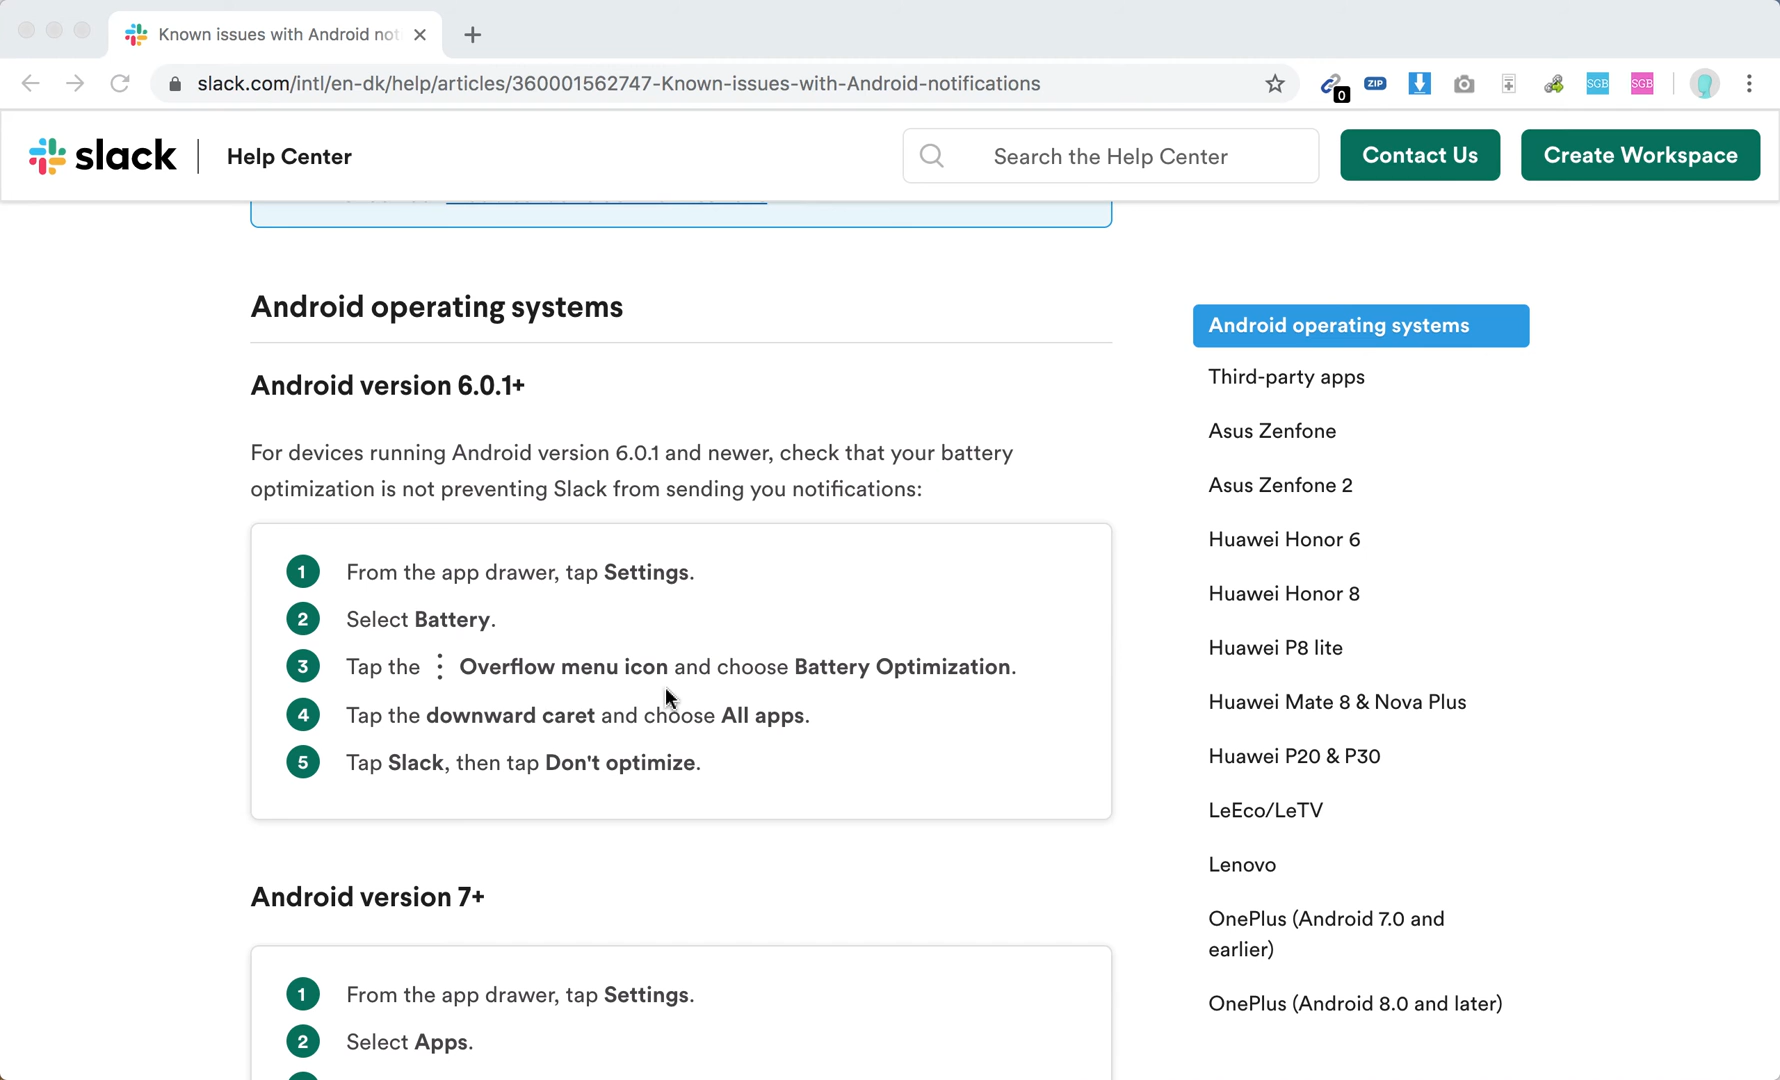 Known issues with Android not
slack.com/intl/en-dk/help/articles/360001562747-Known-issues-with-Android-notifications
0
ZIP
SGB
SGB
slack
Help Center
Search the Help Center
Contact Us
Create Workspace
Android operating systems
Android version 6.0.1+
For devices running Android version 6.0.1 and newer, check that your battery
optimization is not preventing Slack from sending you notifications:
1 From the app drawer, tap Settings.
2 Select Battery.
3 Tap the ⋮ Overflow menu icon and choose Battery Optimization.
4 Tap the downward caret and choose All apps.
5 Tap Slack, then tap Don't optimize.
Android version 7+
1 From the app drawer, tap Settings.
2 Select Apps.
Android operating systems
Third-party apps
Asus Zenfone
Asus Zenfone 2
Huawei Honor 6
Huawei Honor 8
Huawei P8 lite
Huawei Mate 8 & Nova Plus
Huawei P20 & P30
LeEco/LeTV
Lenovo
OnePlus (Android 7.0 and
earlier)
OnePlus (Android 8.0 and later)